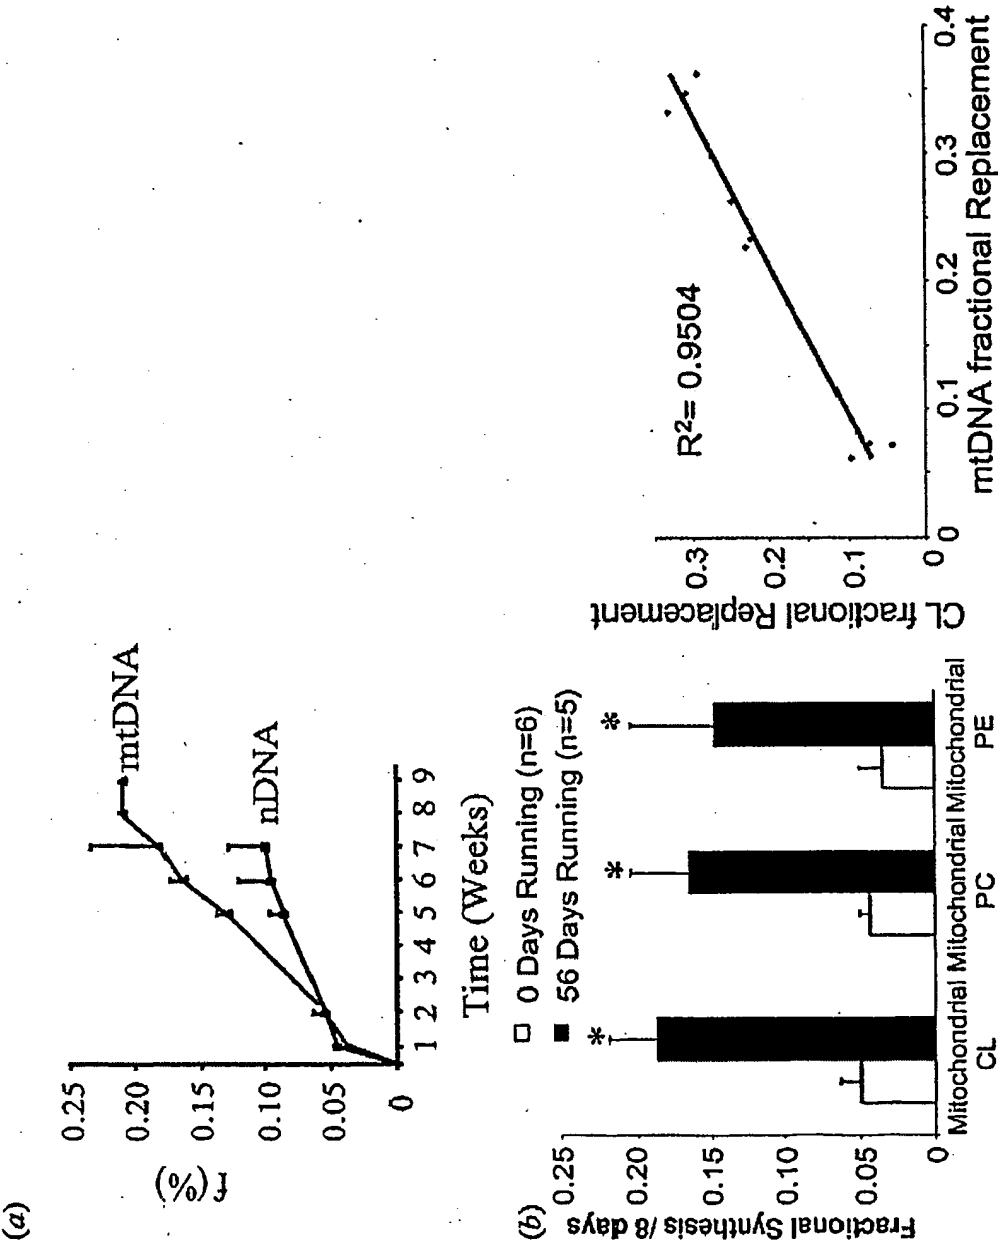 (a)
f (%)
0.25
0.20
0.15
0.10
0.05
0
mtDNA
nDNA
1 2 3 4 5 6 7 8 9
Time (Weeks)
(b)
Fractional Synthesis/8 days
0.25
0.20
0.15
0.10
0.05
0
□ 0 Days Running (n=6)
■ 56 Days Running (n=5)
*
*
*
Mitochondrial Mitochondrial Mitochondrial Mitochondrial
CL PC PE
CL fractional Replacement
0.3
0.2
0.1
0
R2= 0.9504
0 0.1 0.2 0.3 0.4
mtDNA fractional Replacement